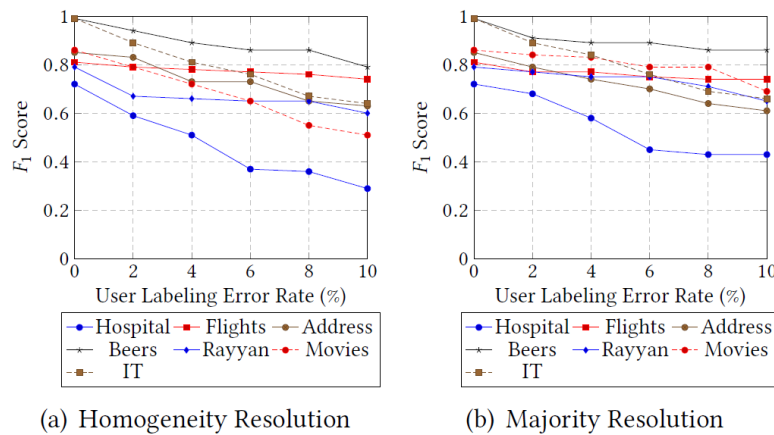 1
0.8
0.6
0.4
0.2
0
F1 Score
0 2 4 6 8 10
User Labeling Error Rate (%)
Hospital Flights Address
Beers Rayyan Movies
IT
(a) Homogeneity Resolution
1
0.8
0.6
0.4
0.2
0
F1 Score
0 2 4 6 8 10
User Labeling Error Rate (%)
Hospital Flights Address
Beers Rayyan Movies
IT
(b) Majority Resolution